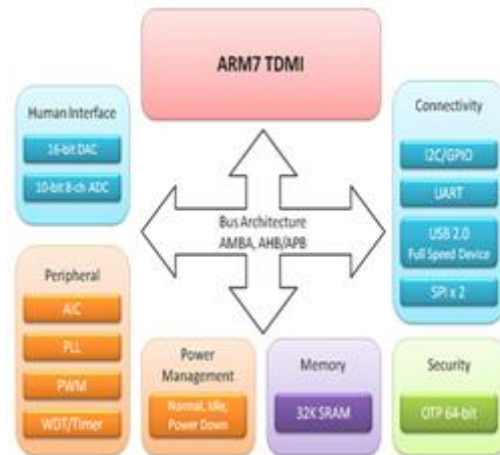 ARM7 TDMI
Human Interface
16-bit DAC
10-bit 8-ch ADC
Connectivity
I2C/GPIO
UART
USB 2.0
Full Speed Device
SPI x 2
Bus Architecture
AMBA, AHB/APB
Peripheral
AIC
PLL
PWM
WDT/Timer
Power
Management
Normal, Idle,
Power Down
Memory
32K SRAM
Security
OTP 64-bit